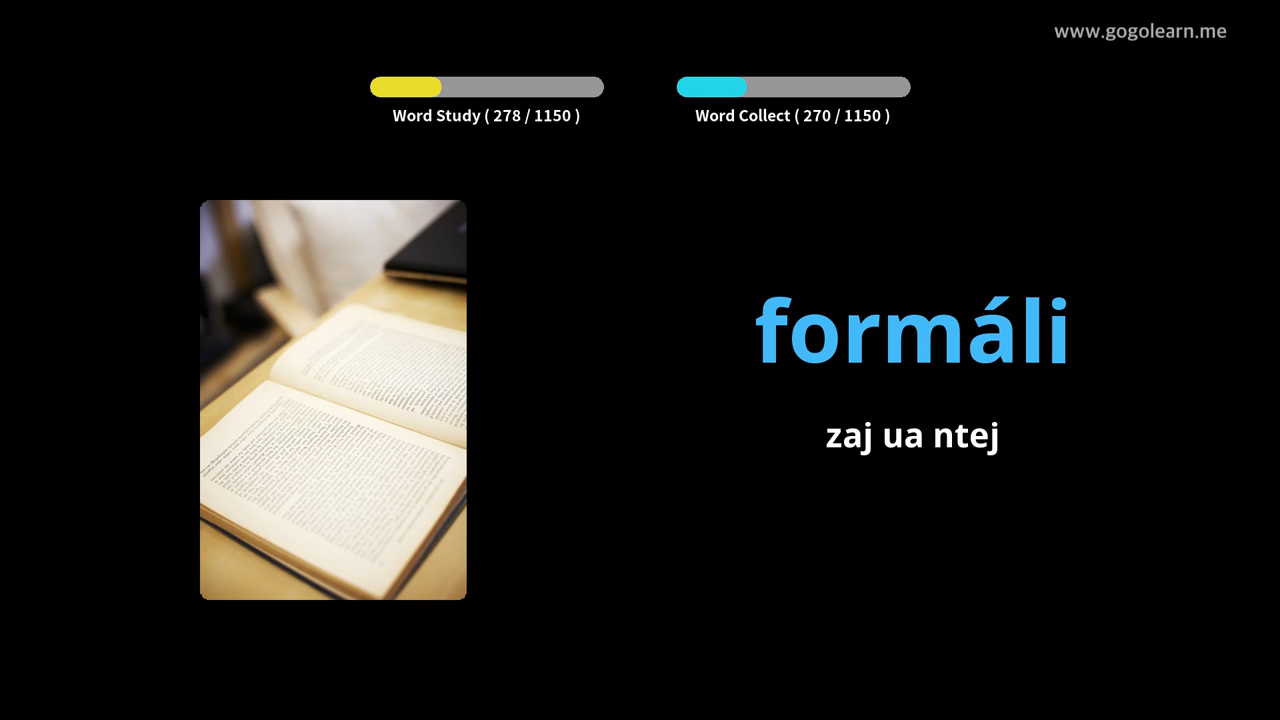 www.gogolearn.me
Word Study ( 278 / 1150 )
Word Collect ( 270 / 1150 )
formáli
zaj ua ntej